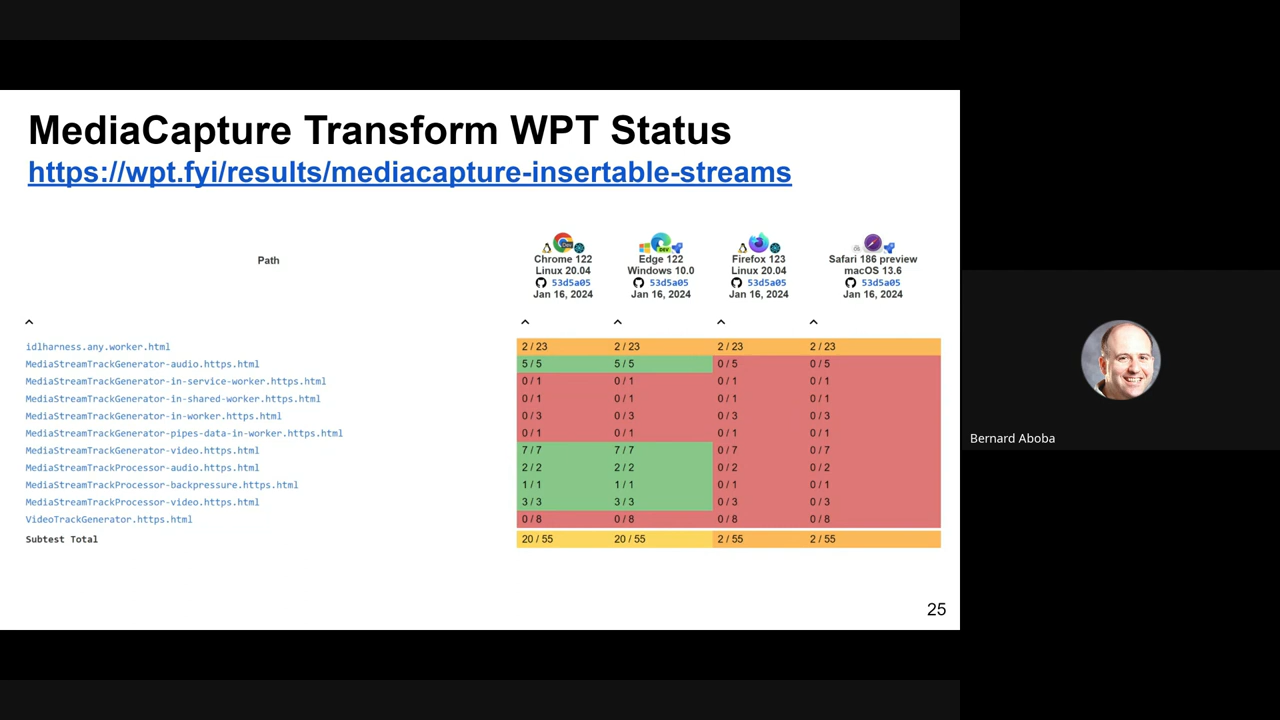 MediaCapture Transform WPT Status
https://wpt.fyi/results/mediacapture-insertable-streams
Path
Chrome 122 Linux 20.04 53d5a05 Jan 16, 2024
Edge 122 Windows 10.0 53d5a05 Jan 16, 2024
Firefox 123 Linux 20.04 53d5a05 Jan 16, 2024
Safari 186 preview macOS 13.6 53d5a05 Jan 16, 2024
idlharness.any.worker.html 2 / 23 2 / 23 2 / 23 2 / 23
MediaStreamTrackGenerator-audio.https.html 5 / 5 5 / 5 0 / 5 0 / 5
MediaStreamTrackGenerator-in-service-worker.https.html 0 / 1 0 / 1 0 / 1 0 / 1
MediaStreamTrackGenerator-in-shared-worker.https.html 0 / 1 0 / 1 0 / 1 0 / 1
MediaStreamTrackGenerator-in-worker.https.html 0 / 3 0 / 3 0 / 3 0 / 3
MediaStreamTrackGenerator-pipes-data-in-worker.https.html 0 / 1 0 / 1 0 / 1 0 / 1
MediaStreamTrackGenerator-video.https.html 7 / 7 7 / 7 0 / 7 0 / 7
MediaStreamTrackProcessor-audio.https.html 2 / 2 2 / 2 0 / 2 0 / 2
MediaStreamTrackProcessor-backpressure.https.html 1 / 1 1 / 1 0 / 1 0 / 1
MediaStreamTrackProcessor-video.https.html 3 / 3 3 / 3 0 / 3 0 / 3
VideoTrackGenerator.https.html 0 / 8 0 / 8 0 / 8 0 / 8
Subtest Total 20 / 55 20 / 55 2 / 55 2 / 55
25
Bernard Aboba